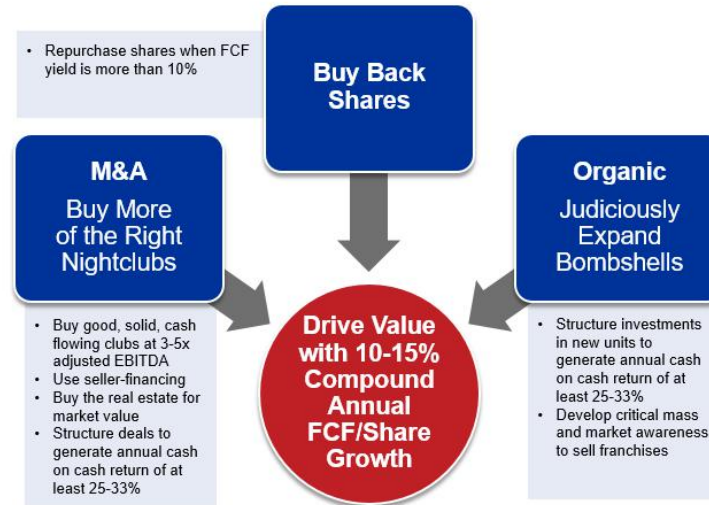 • Repurchase shares when FCF
yield is more than 10%
Buy Back
Shares
M&A
Buy More
of the Right
Nightclubs
Organic
Judiciously
Expand
Bombshells
• Buy good, solid, cash
flowing clubs at 3-5x
adjusted EBITDA
• Use seller-financing
• Buy the real estate for
market value
• Structure deals to
generate annual cash
on cash return of at
least 25-33%
Drive Value
with 10-15%
Compound
Annual
FCF/Share
Growth
• Structure investments
in new units to
generate annual cash
on cash return of at
least 25-33%
• Develop critical mass
and market awareness
to sell franchises